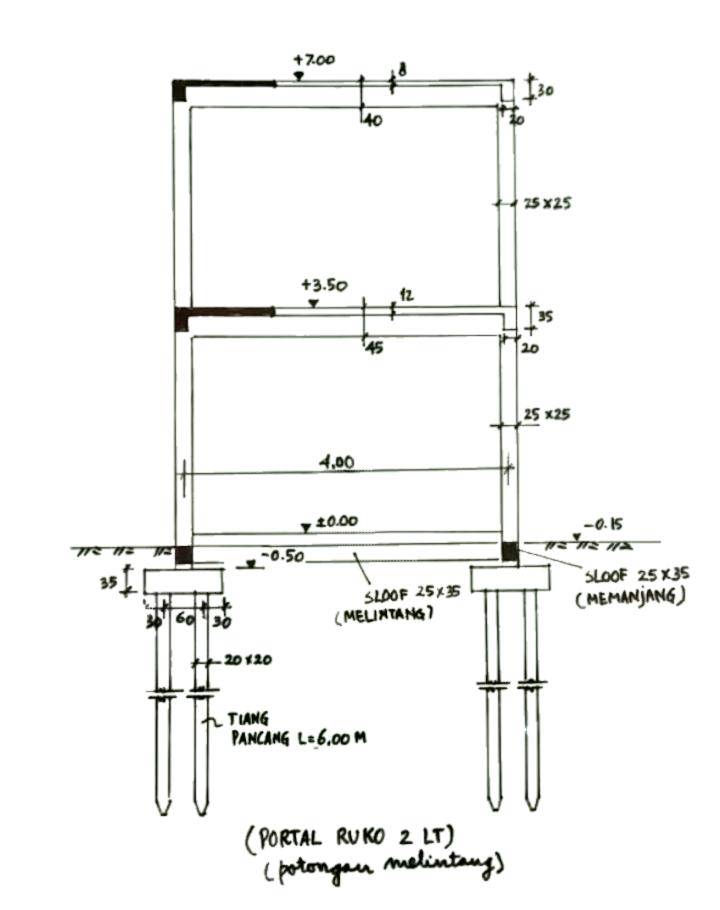 +7.00
8
30
40
20
25×25
+3.50
12
35
45
20
25×25
4,00
±0.00
-0.15
-0.50
35
SLOOF 25×35
(MELINTANG)
SLOOF 25×35
(MEMANJANG)
30 60 30
20×20
TIANG
PANCANG L=6,00 M
(PORTAL RUKO 2 LT)
(potongan melintang)